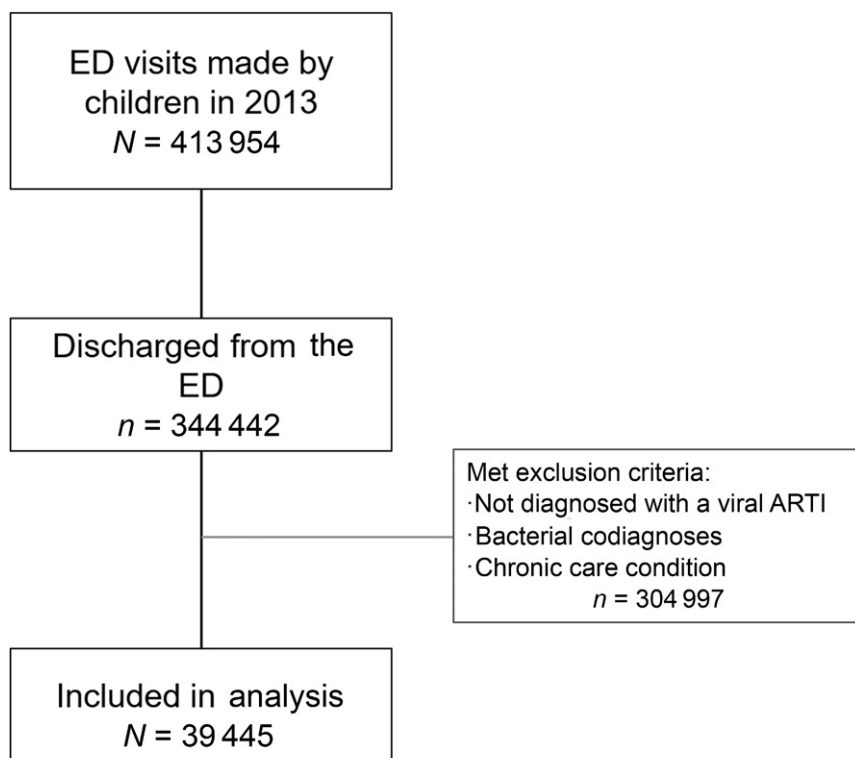 ED visits made by
children in 2013
N = 413 954
Discharged from the
ED
n = 344 442
Met exclusion criteria:
·Not diagnosed with a viral ARTI
·Bacterial codiagnoses
·Chronic care condition
n = 304 997
Included in analysis
N = 39 445